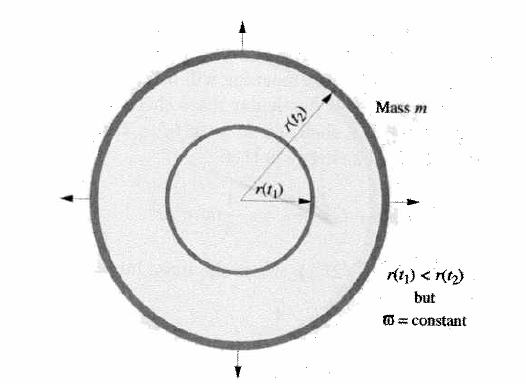 Mass m
r(t₂)
r(t₁)
r(t₁) < r(t₂)
but
ϖ = constant